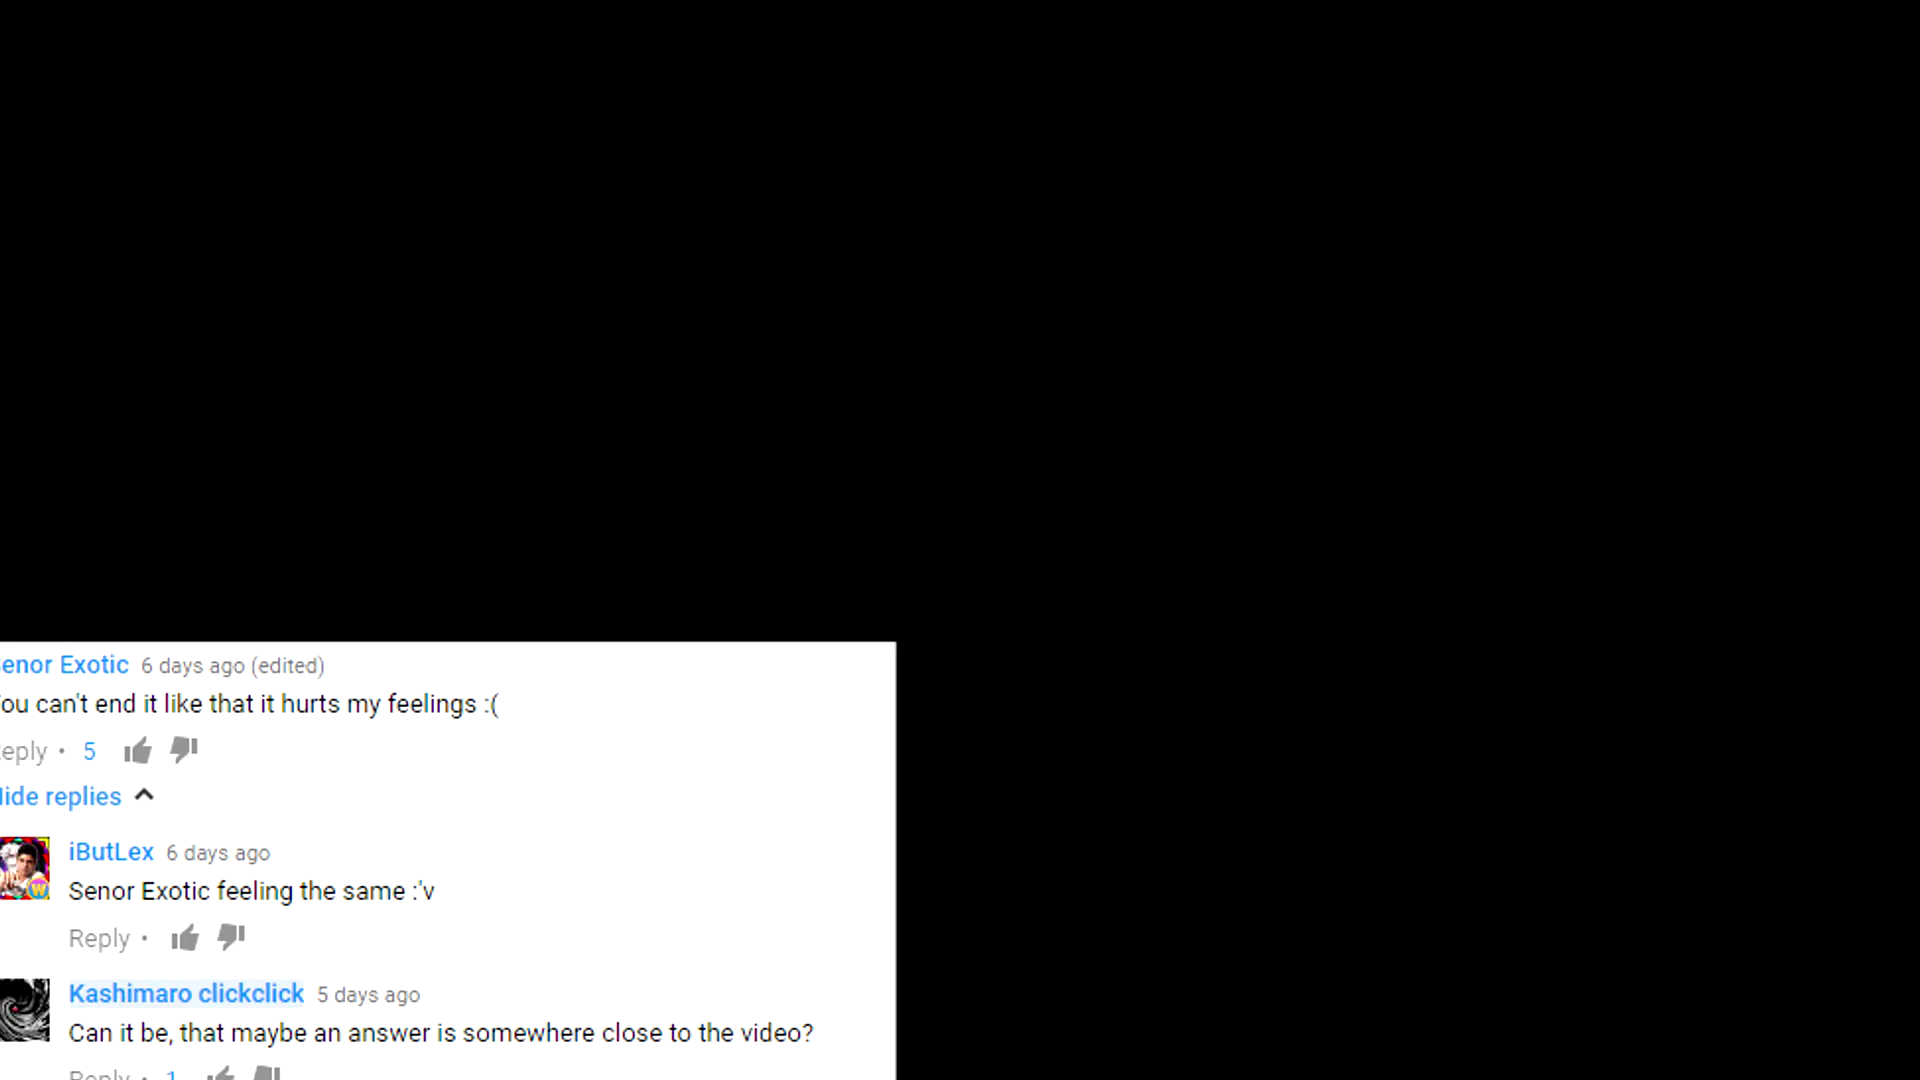 enor Exotic 6 days ago (edited)
ou can't end it like that it hurts my feelings :(
eply • 5
ide replies
iButLex 6 days ago
Senor Exotic feeling the same :'v
Reply •
Kashimaro clickclick 5 days ago
Can it be, that maybe an answer is somewhere close to the video?
Reply • 1